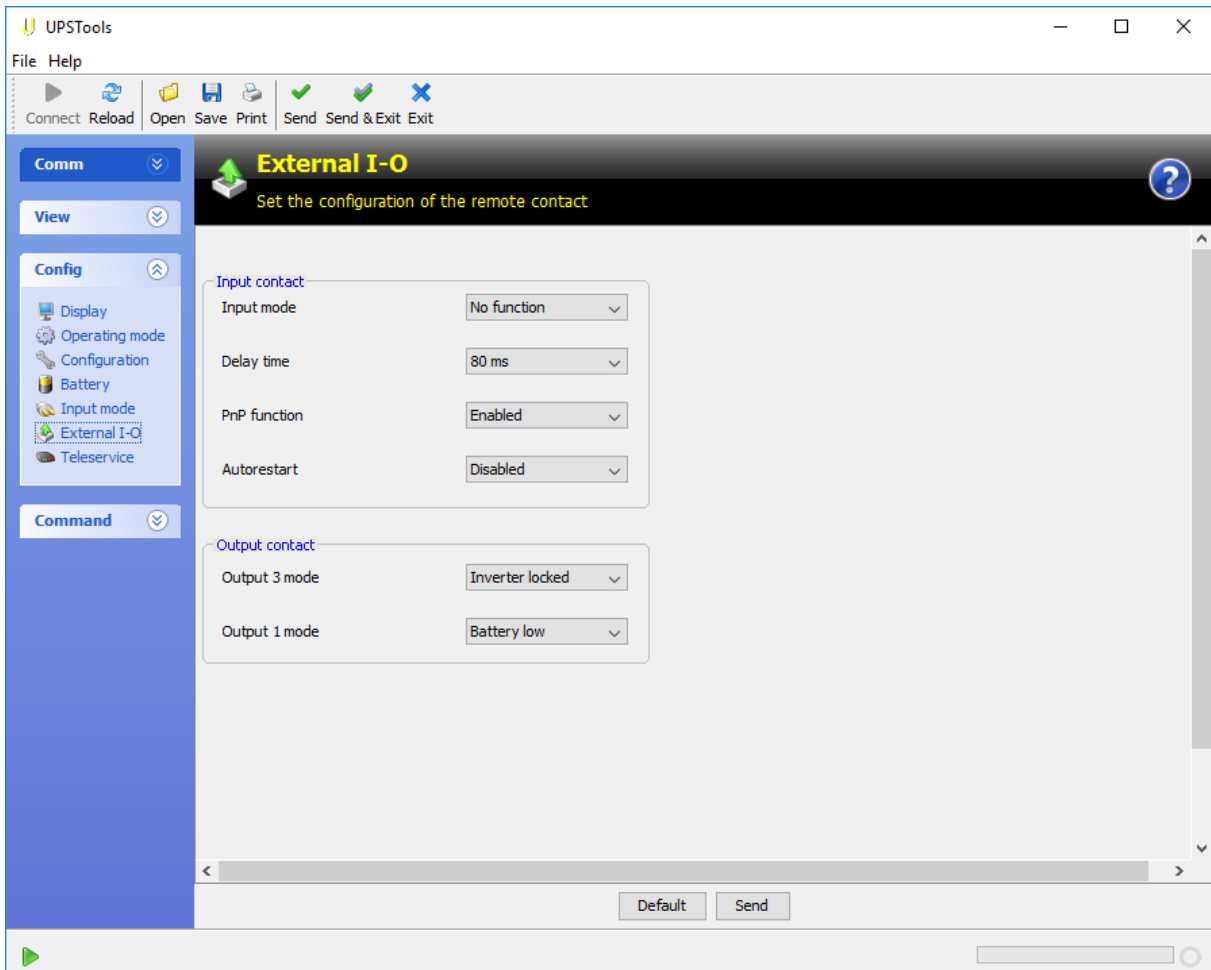 UPSTools
File Help
Connect Reload Open Save Print Send Send & Exit Exit
Comm
View
Config
Display
Operating mode
Configuration
Battery
Input mode
External I-O
Teleservice
Command
External I-O
Set the configuration of the remote contact
?
Input contact
Input mode No function
Delay time 80 ms
PnP function Enabled
Autorestart Disabled
Output contact
Output 3 mode Inverter locked
Output 1 mode Battery low
Default Send